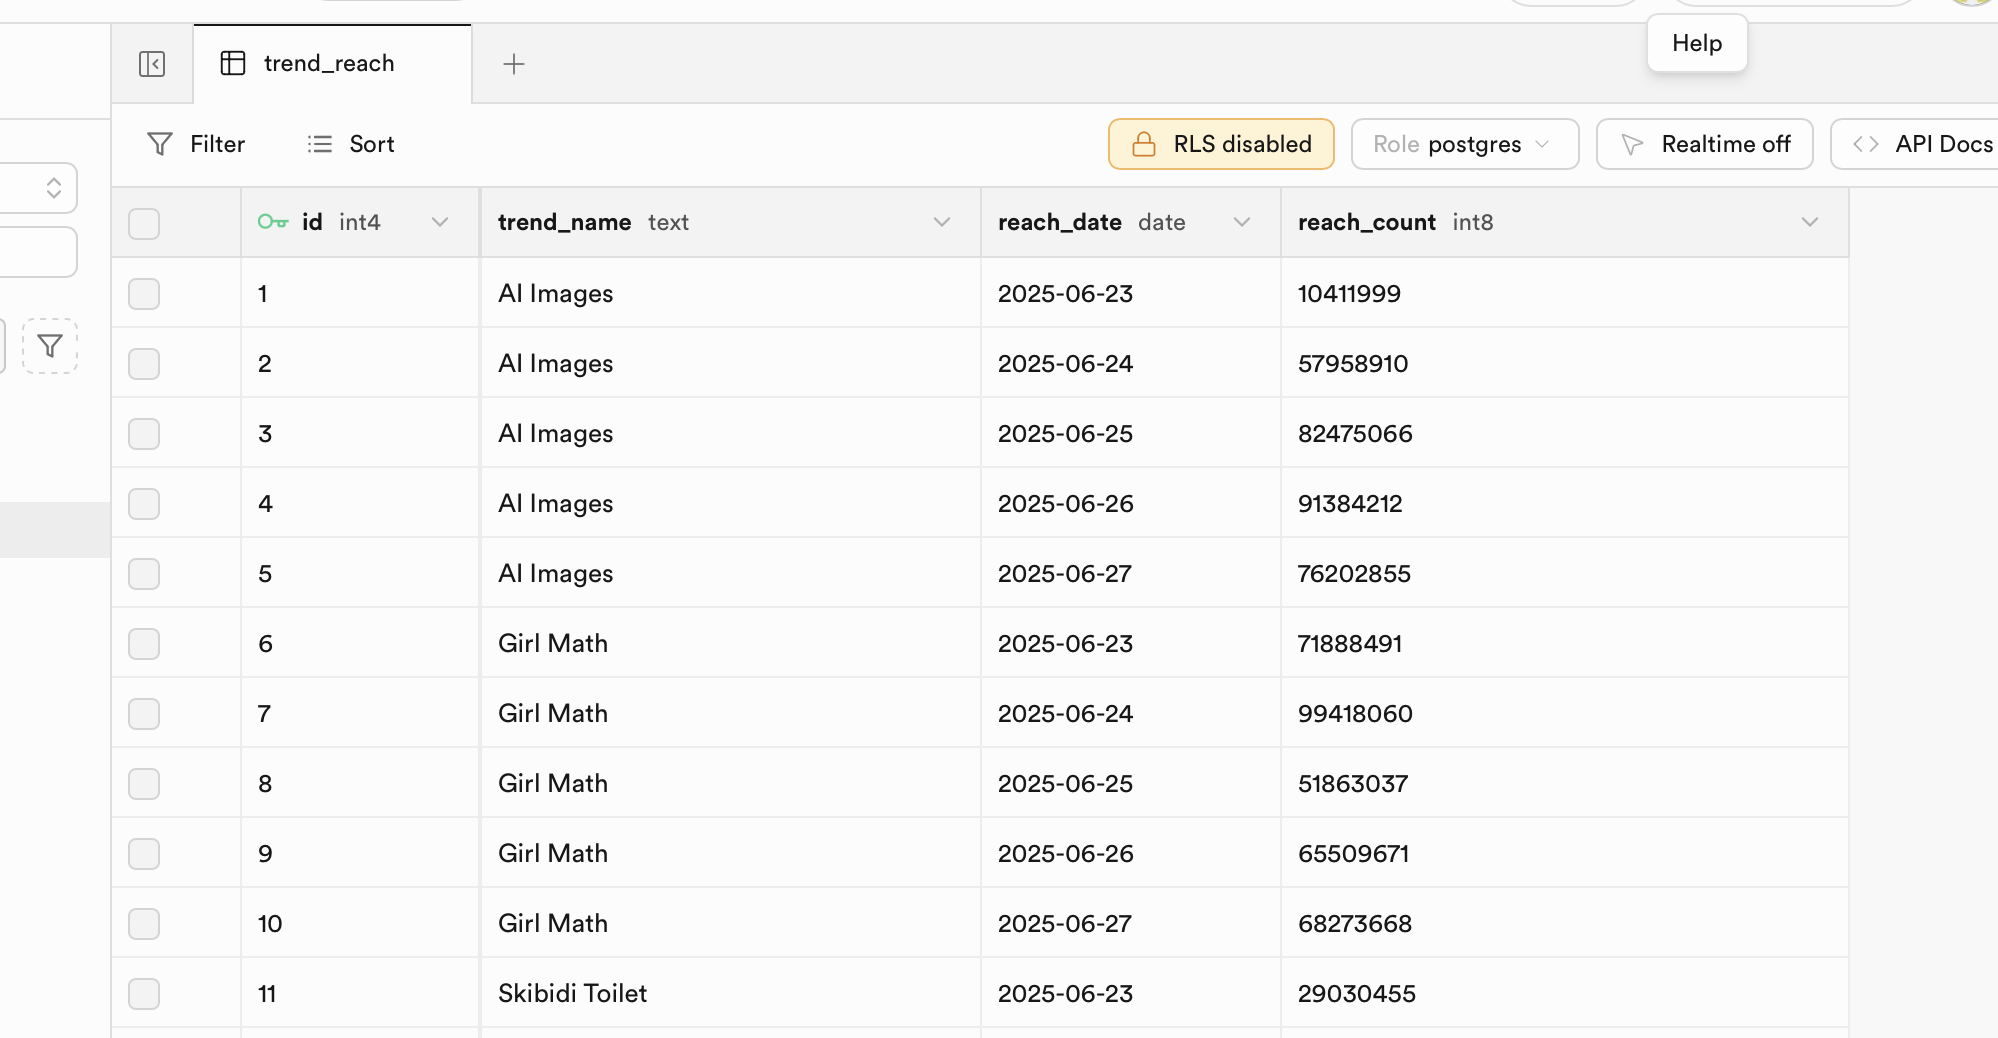 Help
trend_reach
Filter Sort RLS disabled Role postgres Realtime off API Docs
id int4 trend_name text reach_date date reach_count int8
1 AI Images 2025-06-23 10411999
2 AI Images 2025-06-24 57958910
3 AI Images 2025-06-25 82475066
4 AI Images 2025-06-26 91384212
5 AI Images 2025-06-27 76202855
6 Girl Math 2025-06-23 71888491
7 Girl Math 2025-06-24 99418060
8 Girl Math 2025-06-25 51863037
9 Girl Math 2025-06-26 65509671
10 Girl Math 2025-06-27 68273668
11 Skibidi Toilet 2025-06-23 29030455